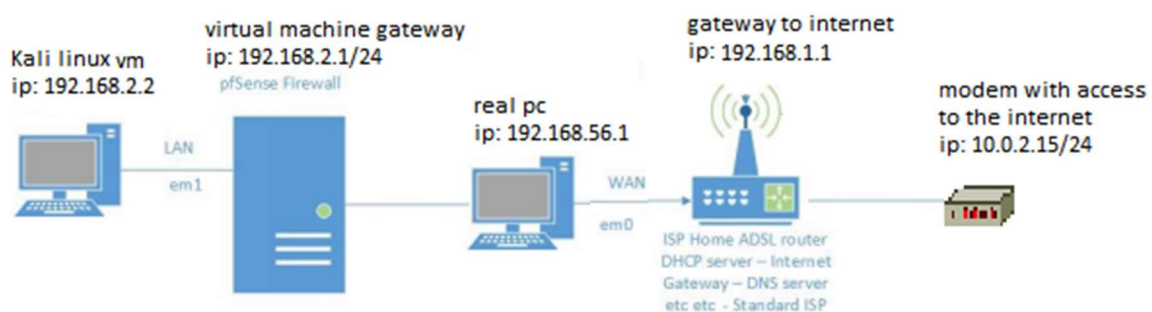 Kali linux vm
ip: 192.168.2.2
virtual machine gateway
ip: 192.168.2.1/24
pfSense Firewall
LAN
em1
real pc
ip: 192.168.56.1
WAN
em0
gateway to internet
ip: 192.168.1.1
ISP Home ADSL router
DHCP server – Internet
Gateway – DNS server
etc etc - Standard ISP
modem with access
to the internet
ip: 10.0.2.15/24